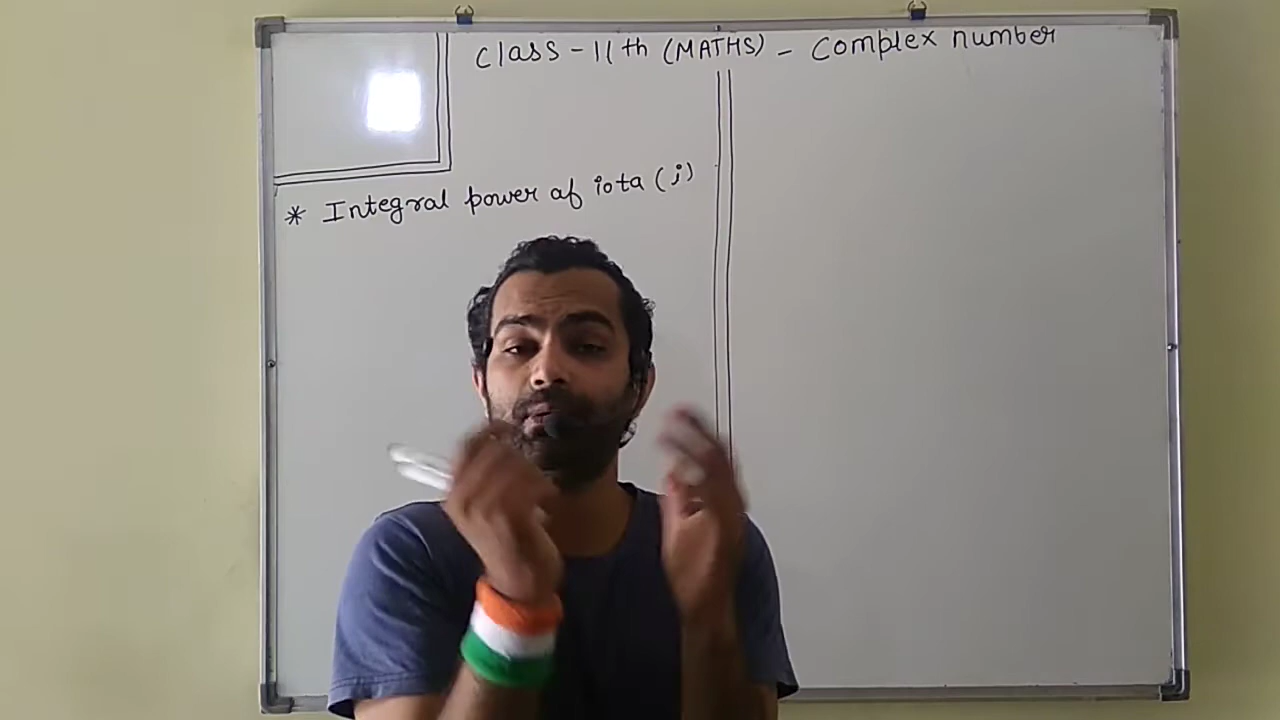 Class - 11th (MATHS) - Complex number
* Integral power of iota (i)